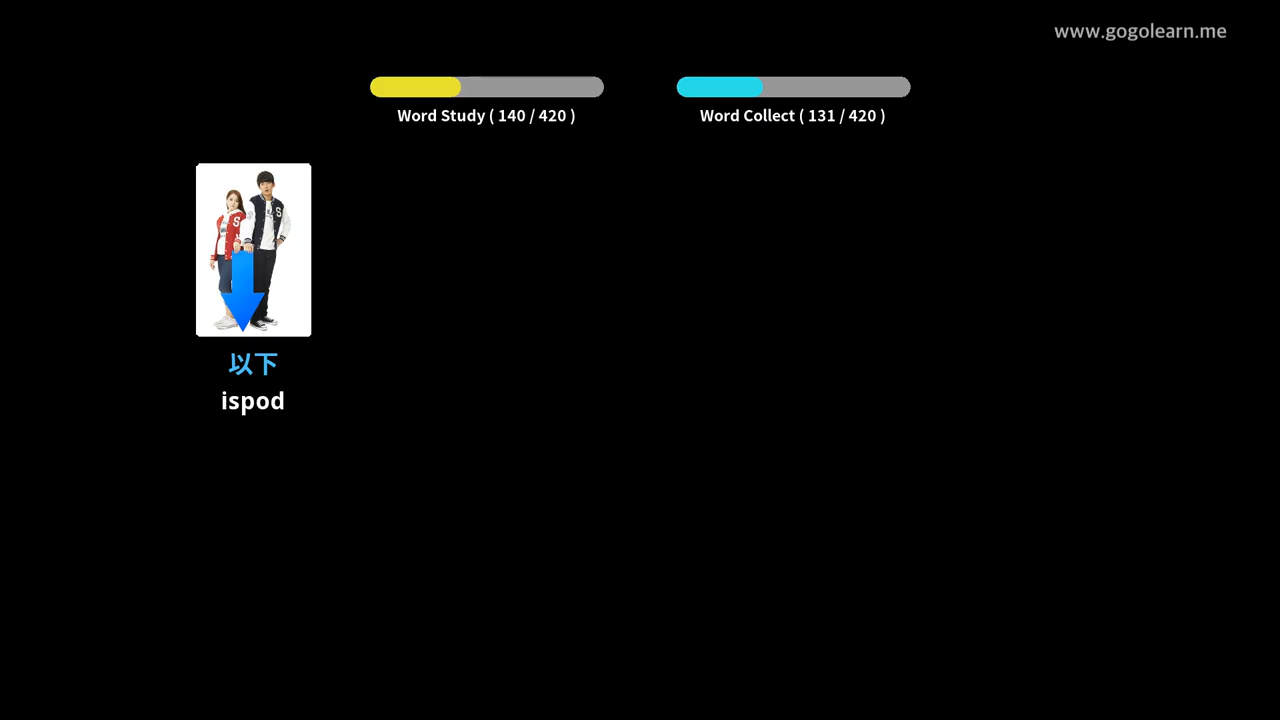 www.gogolearn.me
Word Study ( 140 / 420 )
Word Collect ( 131 / 420 )
S
S
以下
ispod